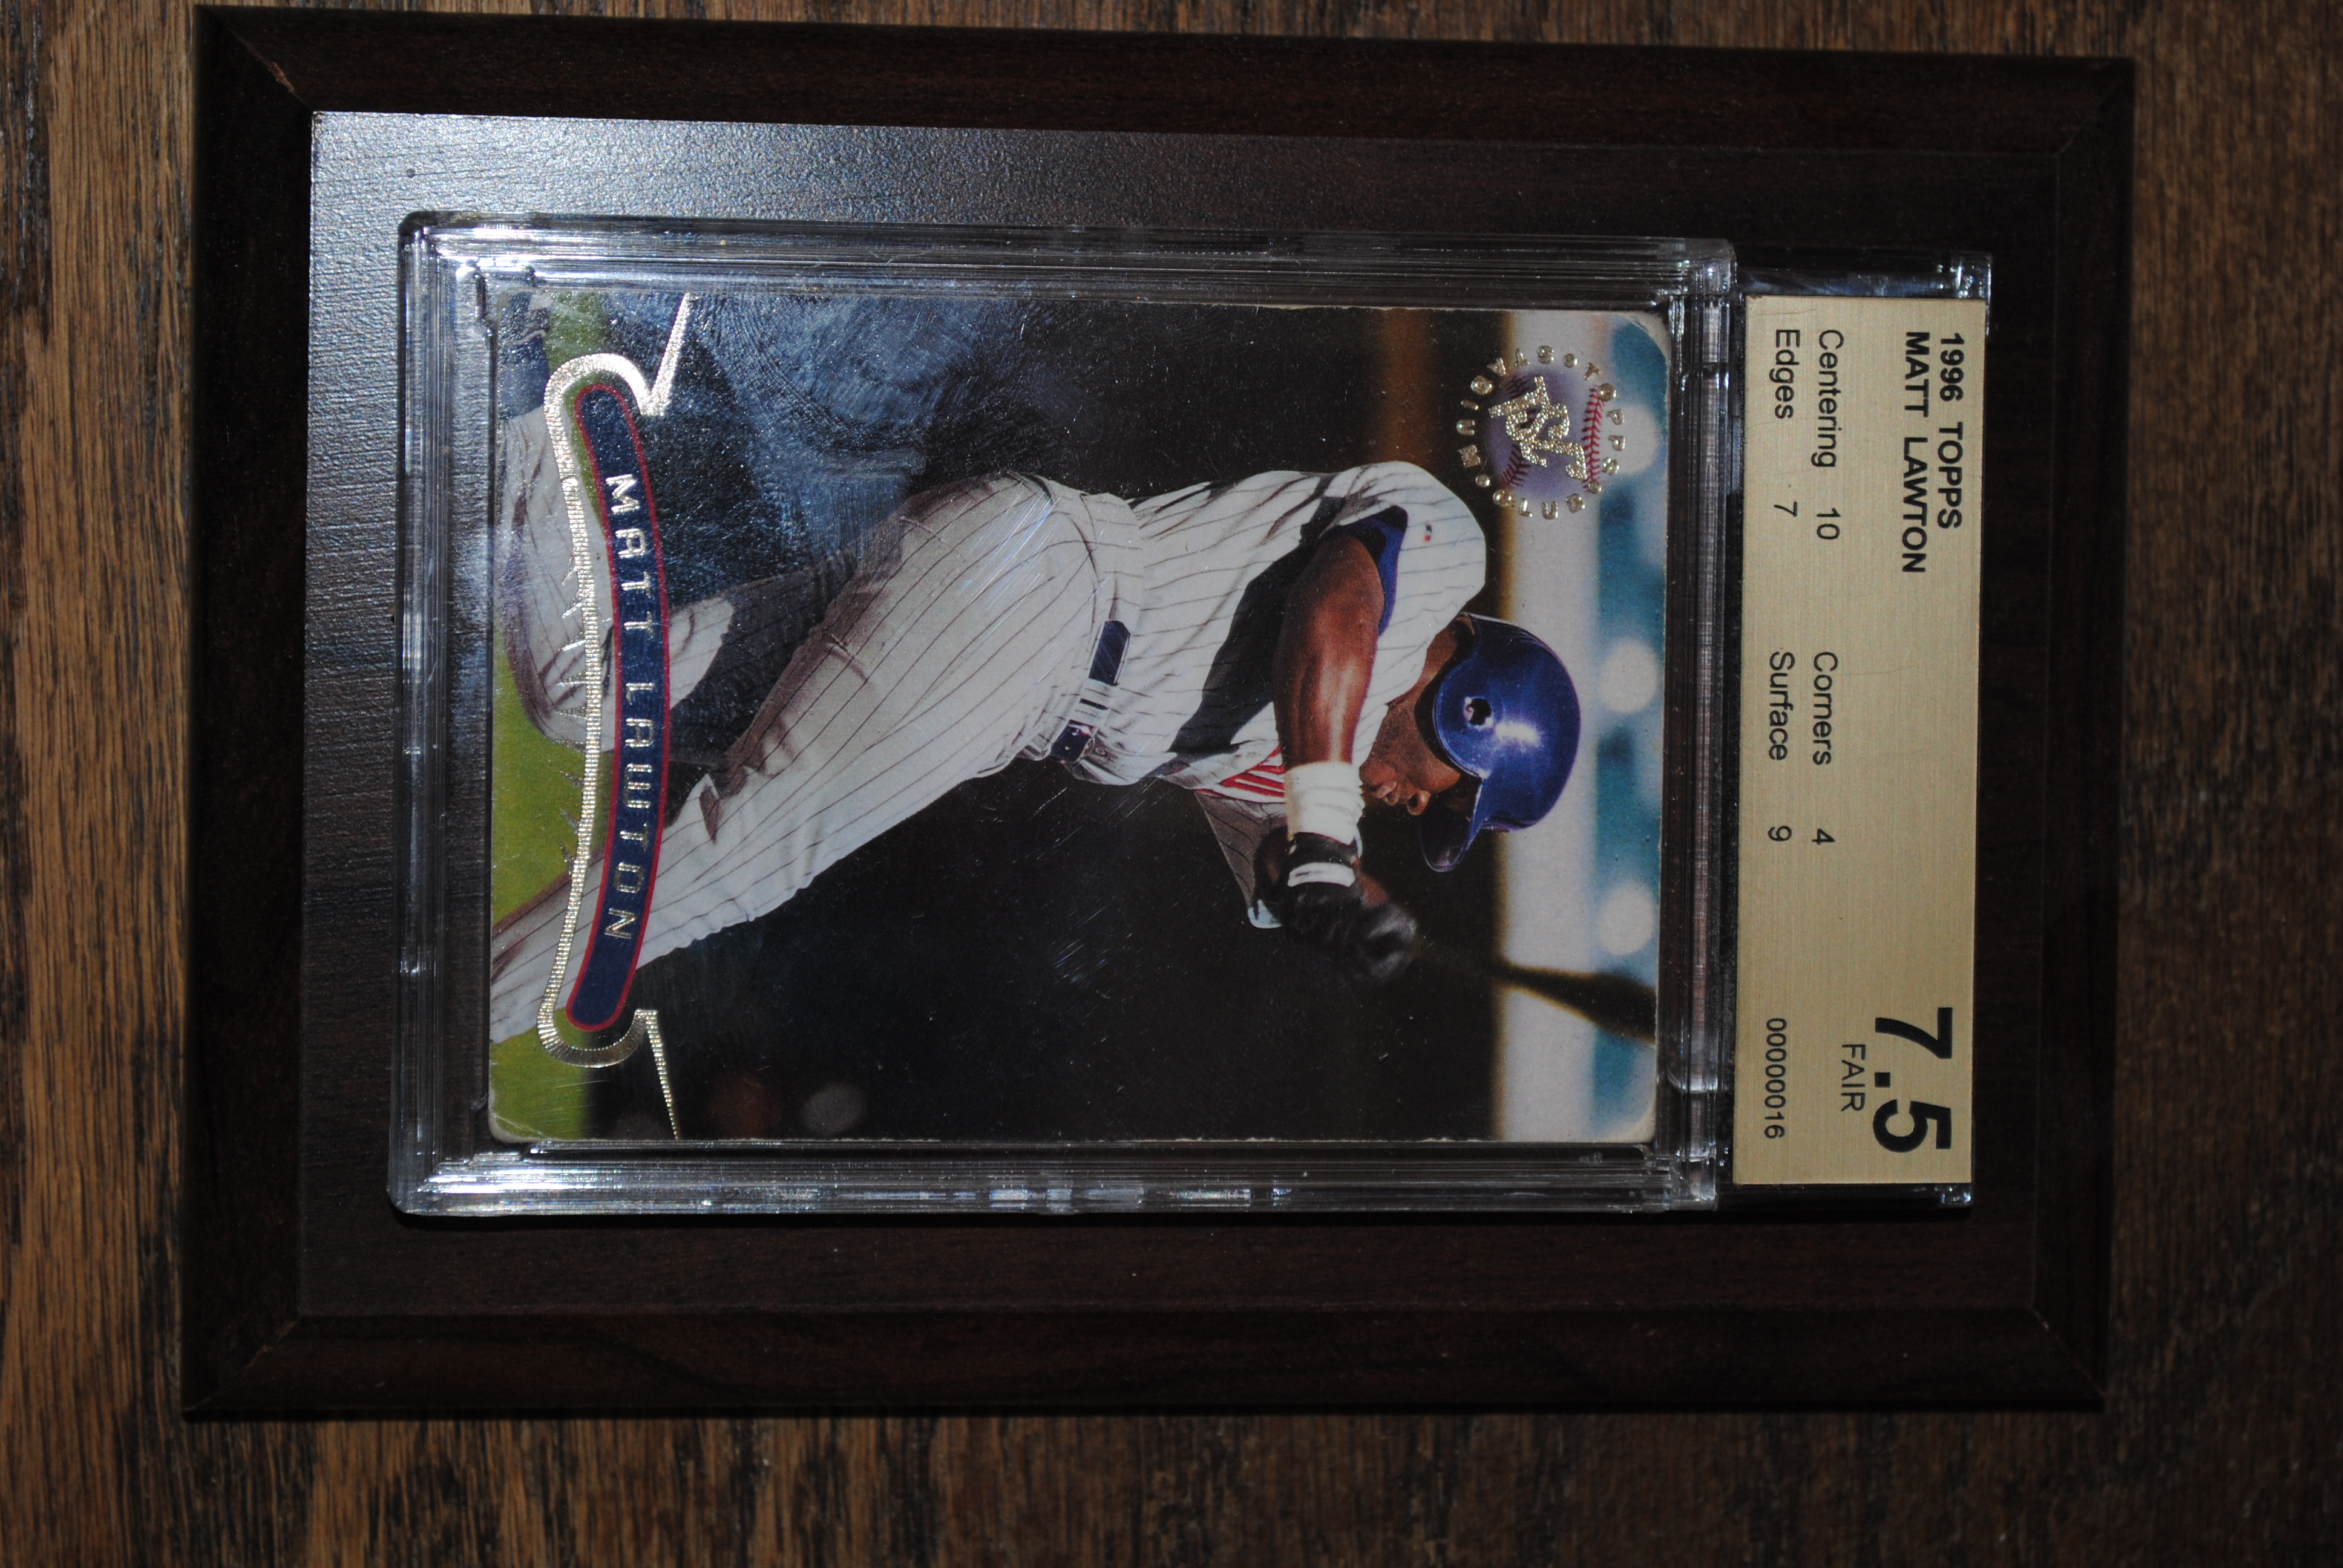 1996 TOPPS
MATT LAWTON
7.5
FAIR
Centering 10 Corners 4
Edges 7 Surface 9
00000016
TOPPS STADIUM CLUB
TSC
MATT LAWTON